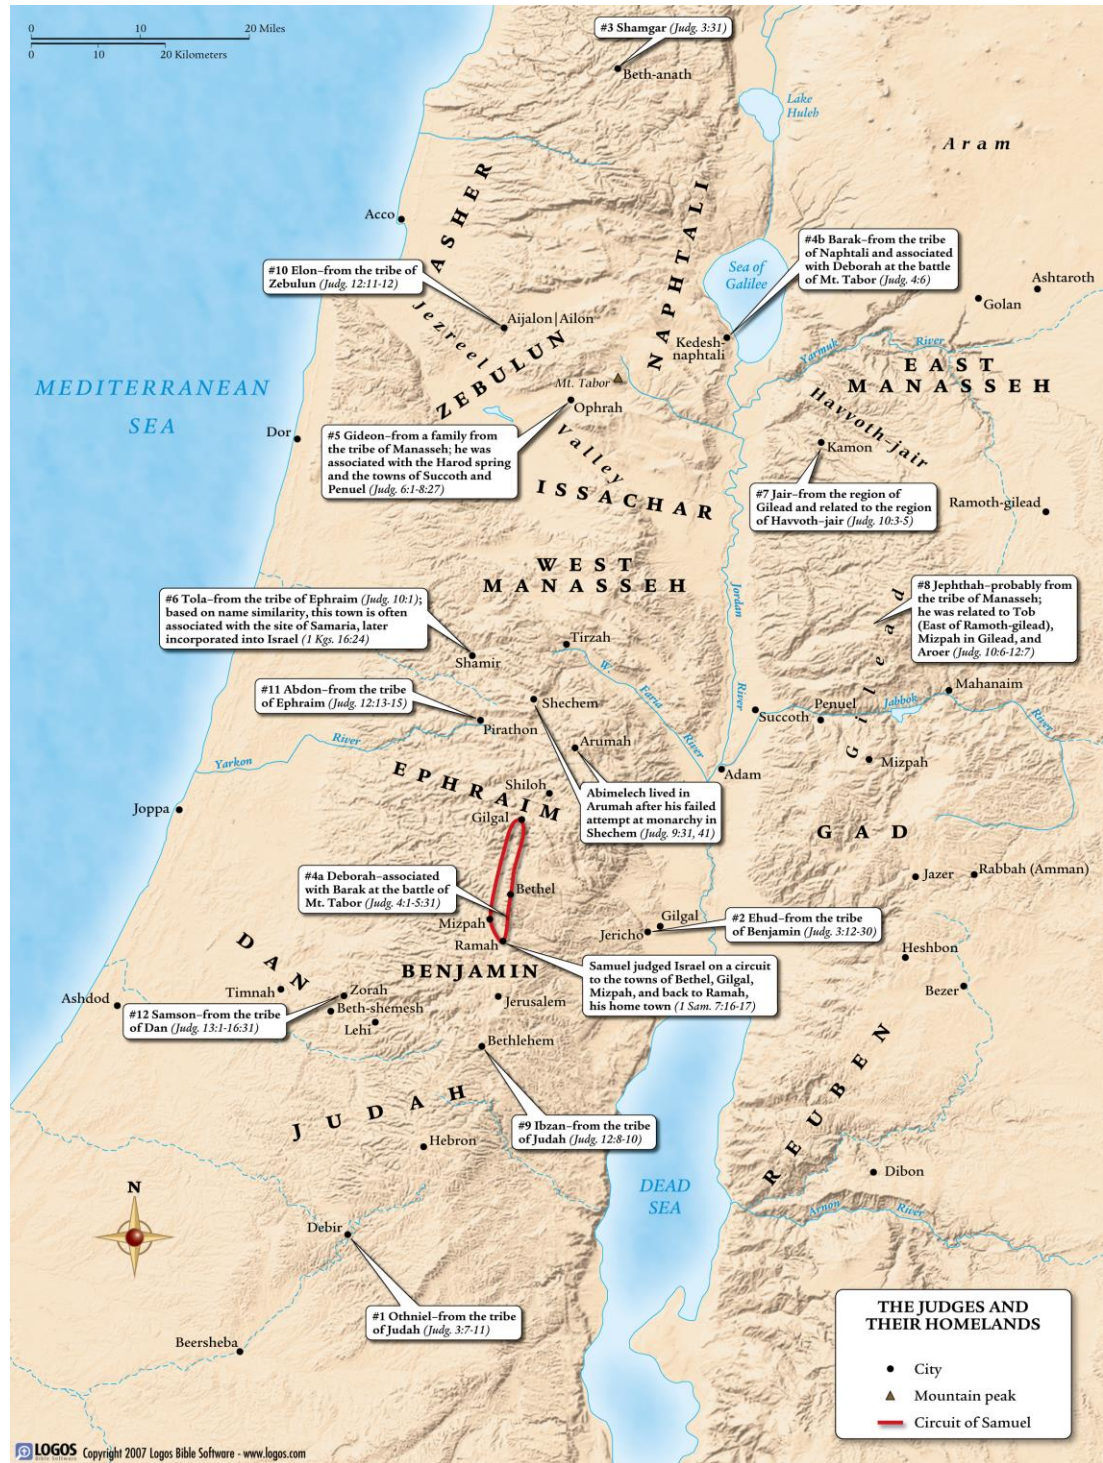 0 20 Miles
0 10 20 Kilometers
#3 Shamgar (Judg. 3:31)
Beth-anath
Lake
Huleh
Aram
ASHER
NAPHTALI
Acco
#10 Elon–from the tribe of
Zebulun (Judg. 12:11-12)
Sea of
Galilee
#4b Barak–from the tribe
of Naphtali and associated
with Deborah at the battle
of Mt. Tabor (Judg. 4:6)
Ashtaroth
Golan
Jezreel
Aijalon|Ailon
ZEBULUN
Kedesh-
naphtali
Yarmuk River
EAST
MANASSEH
MEDITERRANEAN
SEA
Mt. Tabor
Ophrah
Havvoth-jair
Dor
#5 Gideon–from a family from
the tribe of Manasseh; he was
associated with the Harod spring
and the towns of Succoth and
Penuel (Judg. 6:1-8:27)
Valley
Kamon
ISSACHAR
#7 Jair–from the region of
Gilead and related to the region
of Havvoth–jair (Judg. 10:3-5)
Ramoth-gilead
WEST
MANASSEH
Jordan
River
#6 Tola–from the tribe of Ephraim (Judg. 10:1);
based on name similarity, this town is often
associated with the site of Samaria, later
incorporated into Israel (1 Kgs. 16:24)
#8 Jephthah–probably from
the tribe of Manasseh;
he was related to Tob
(East of Ramoth-gilead),
Mizpah in Gilead, and
Aroer (Judg. 10:6-12:7)
Gilead
Tirzah
Shamir
W. Faria River
#11 Abdon–from the tribe
of Ephraim (Judg. 12:13-15)
Shechem
Mahanaim
Penuel
Jabbok
River
Succoth
Pirathon
Yarkon River
Arumah
Mizpah
Adam
EPHRAIM
Shiloh
Abimelech lived in
Arumah after his failed
attempt at monarchy in
Shechem (Judg. 9:31, 41)
Joppa
Gilgal
GAD
#4a Deborah–associated
with Barak at the battle of
Mt. Tabor (Judg. 4:1-5:31)
Bethel
Jazer
Rabbah (Amman)
Mizpah
Ramah
Gilgal
Jericho
#2 Ehud–from the tribe
of Benjamin (Judg. 3:12-30)
Heshbon
DAN
BENJAMIN
Samuel judged Israel on a circuit
to the towns of Bethel, Gilgal,
Mizpah, and back to Ramah,
his home town (1 Sam. 7:16-17)
Bezer
Timnah
Zorah
Ashdod
Beth-shemesh
Jerusalem
#12 Samson–from the tribe
of Dan (Judg. 13:1-16:31)
Lehi
Bethlehem
REUBEN
JUDAH
#9 Ibzan–from the tribe
of Judah (Judg. 12:8-10)
Hebron
Dibon
N
DEAD
SEA
Arnon River
Debir
#1 Othniel–from the tribe
of Judah (Judg. 3:7-11)
Beersheba
THE JUDGES AND
THEIR HOMELANDS
City
Mountain peak
Circuit of Samuel
LOGOS Bible Software Copyright 2007 Logos Bible Software - www.logos.com